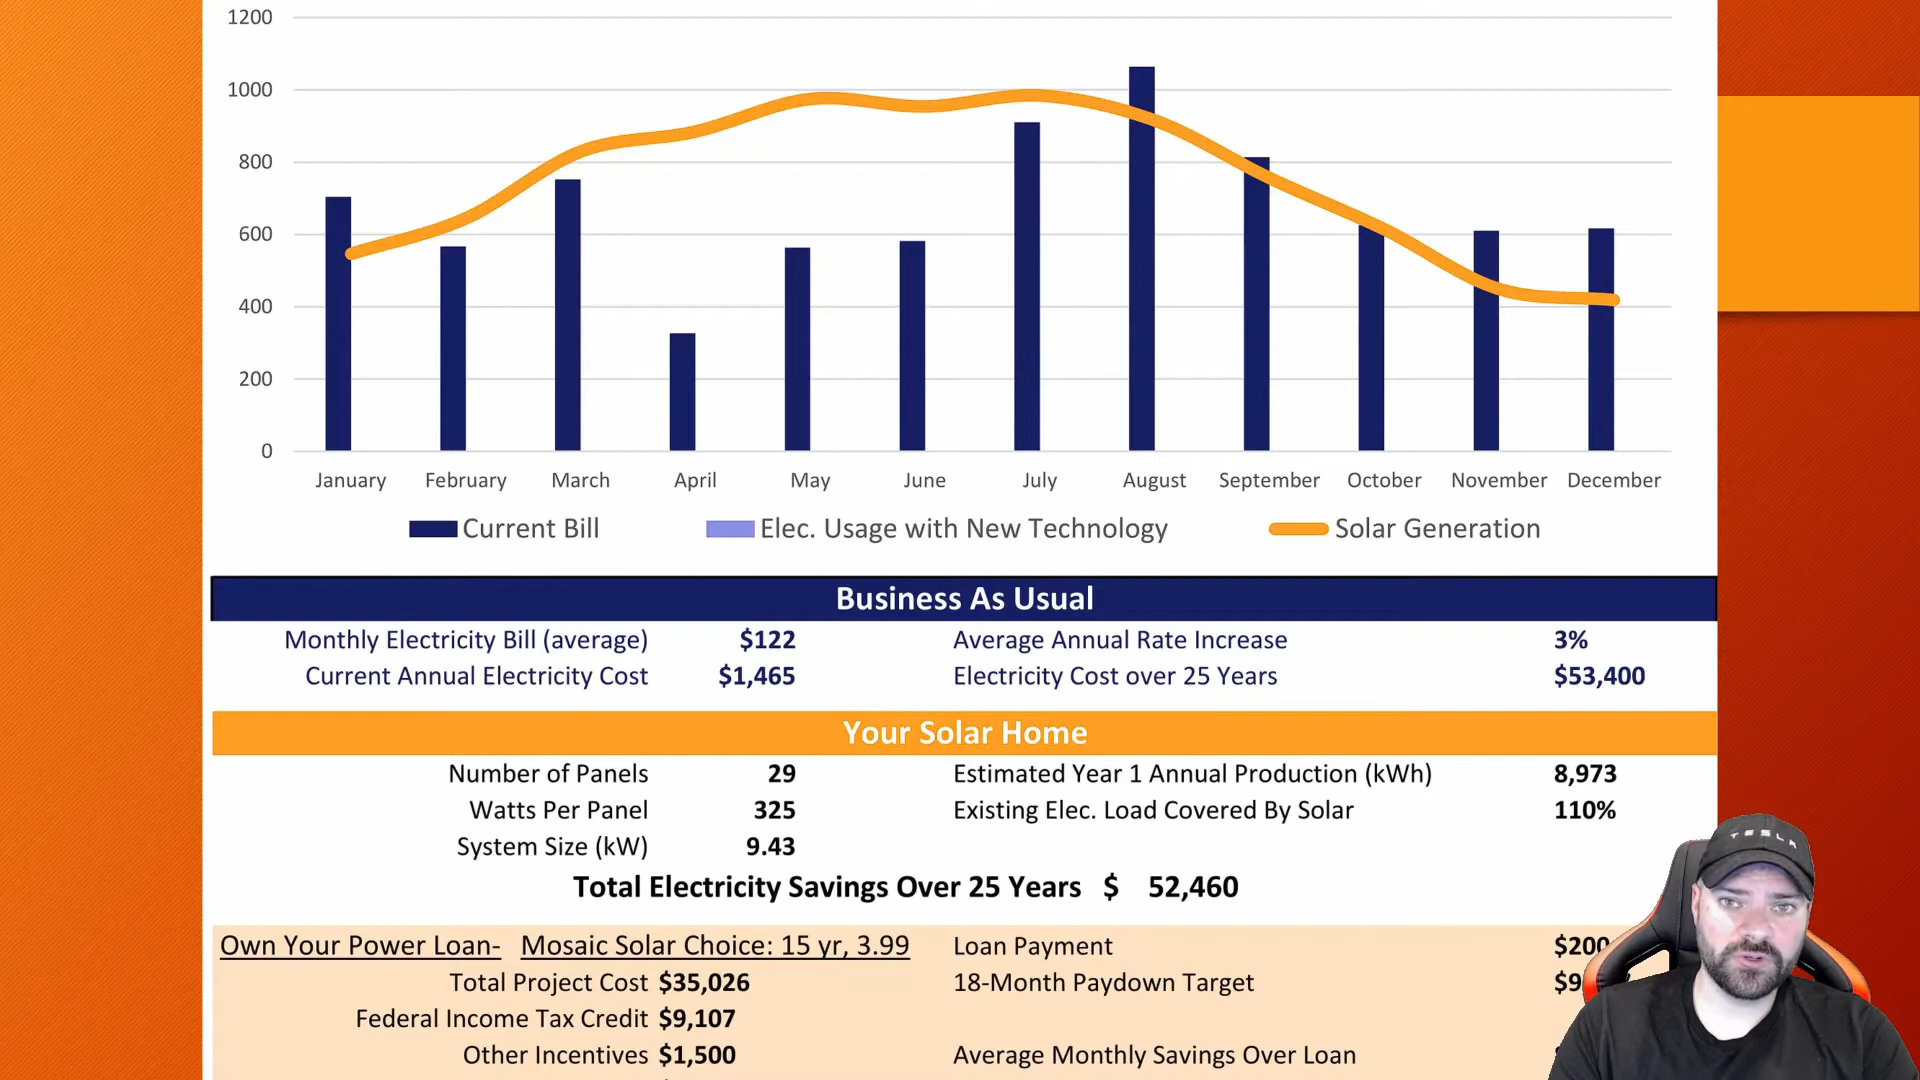 1200
1000
800
600
400
200
0
January February March April May June July August September October November December
Current Bill Elec. Usage with New Technology Solar Generation
Business As Usual
Monthly Electricity Bill (average) $122 Average Annual Rate Increase 3%
Current Annual Electricity Cost $1,465 Electricity Cost over 25 Years $53,400
Your Solar Home
Number of Panels 29 Estimated Year 1 Annual Production (kWh) 8,973
Watts Per Panel 325 Existing Elec. Load Covered By Solar 110%
System Size (kW) 9.43
Total Electricity Savings Over 25 Years $ 52,460
Own Your Power Loan- Mosaic Solar Choice: 15 yr, 3.99 Loan Payment $200
Total Project Cost $35,026 18-Month Paydown Target
Federal Income Tax Credit $9,107
Other Incentives $1,500 Average Monthly Savings Over Loan
TESLA